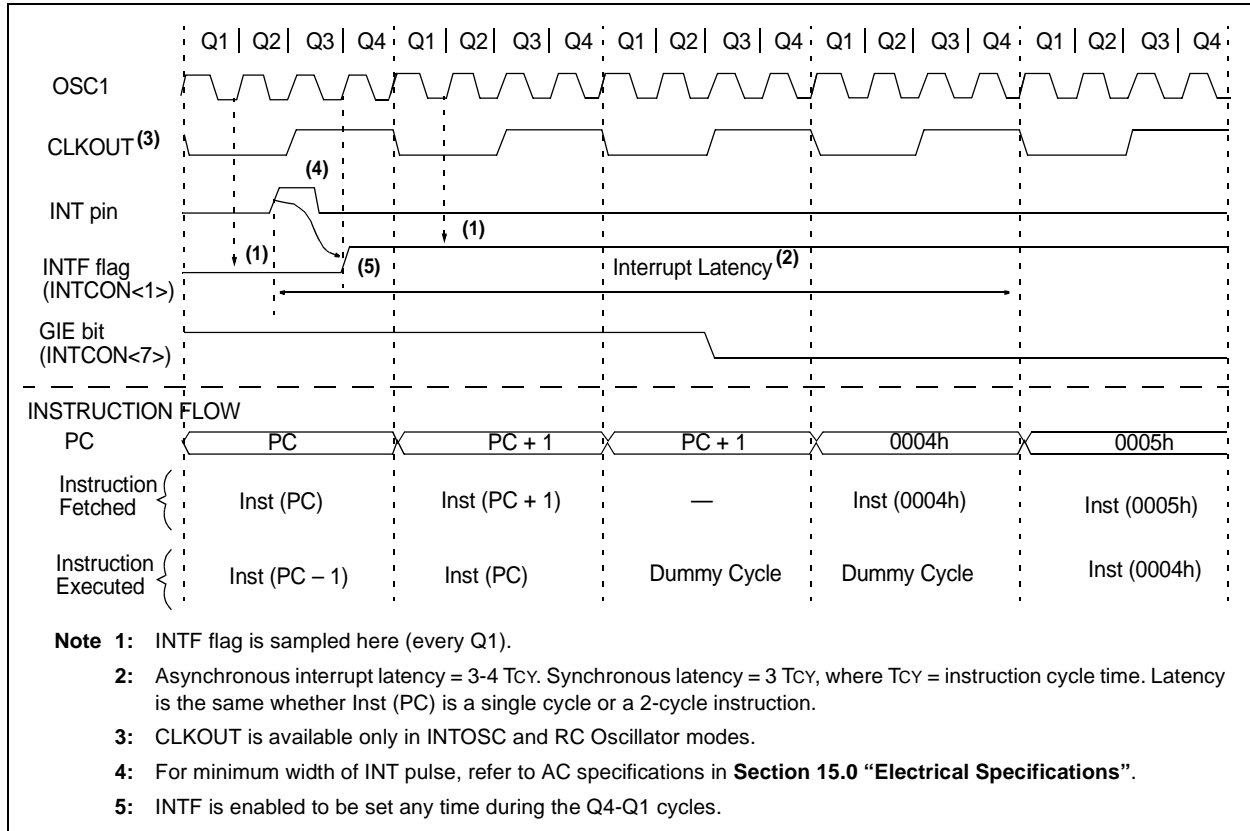 Q1 | Q2 | Q3 | Q4 Q1 | Q2 | Q3 | Q4 Q1 | Q2 | Q3 | Q4 Q1 | Q2 | Q3 | Q4 Q1 | Q2 | Q3 | Q4
OSC1
CLKOUT (3)
(4)
INT pin
(1)
(1)
INTF flag
(INTCON<1>)
(5)
Interrupt Latency (2)
GIE bit
(INTCON<7>)
INSTRUCTION FLOW
PC PC PC + 1 PC + 1 0004h 0005h
Instruction
Fetched
Inst (PC) Inst (PC + 1) — Inst (0004h) Inst (0005h)
Instruction
Executed
Inst (PC – 1) Inst (PC) Dummy Cycle Dummy Cycle Inst (0004h)
Note 1: INTF flag is sampled here (every Q1).
2: Asynchronous interrupt latency = 3-4 TCY. Synchronous latency = 3 TCY, where TCY = instruction cycle time. Latency
is the same whether Inst (PC) is a single cycle or a 2-cycle instruction.
3: CLKOUT is available only in INTOSC and RC Oscillator modes.
4: For minimum width of INT pulse, refer to AC specifications in Section 15.0 “Electrical Specifications”.
5: INTF is enabled to be set any time during the Q4-Q1 cycles.